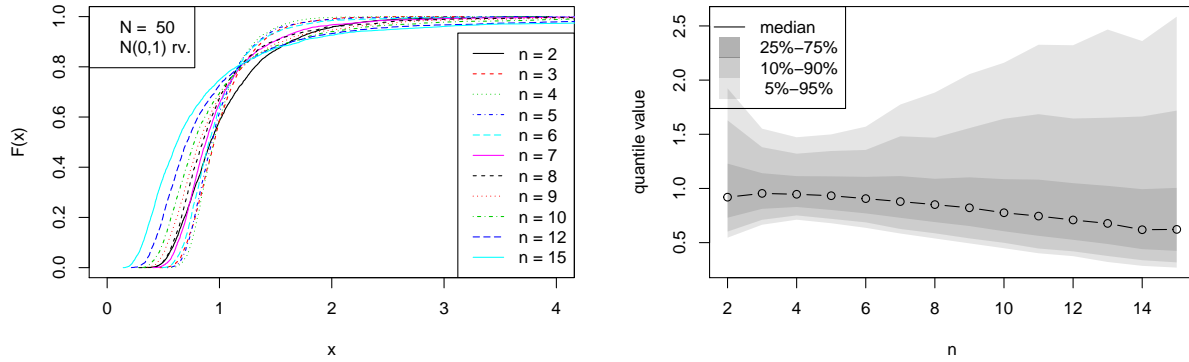 N = 50
N(0,1) rv.
n = 2
n = 3
n = 4
n = 5
n = 6
n = 7
n = 8
n = 9
n = 10
n = 12
n = 15
F(x)
0.0
0.2
0.4
0.6
0.8
1.0
0 1 2 3 4
x
median
25%−75%
10%−90%
5%−95%
quantile value
0.5
1.0
1.5
2.0
2.5
2 4 6 8 10 12 14
n